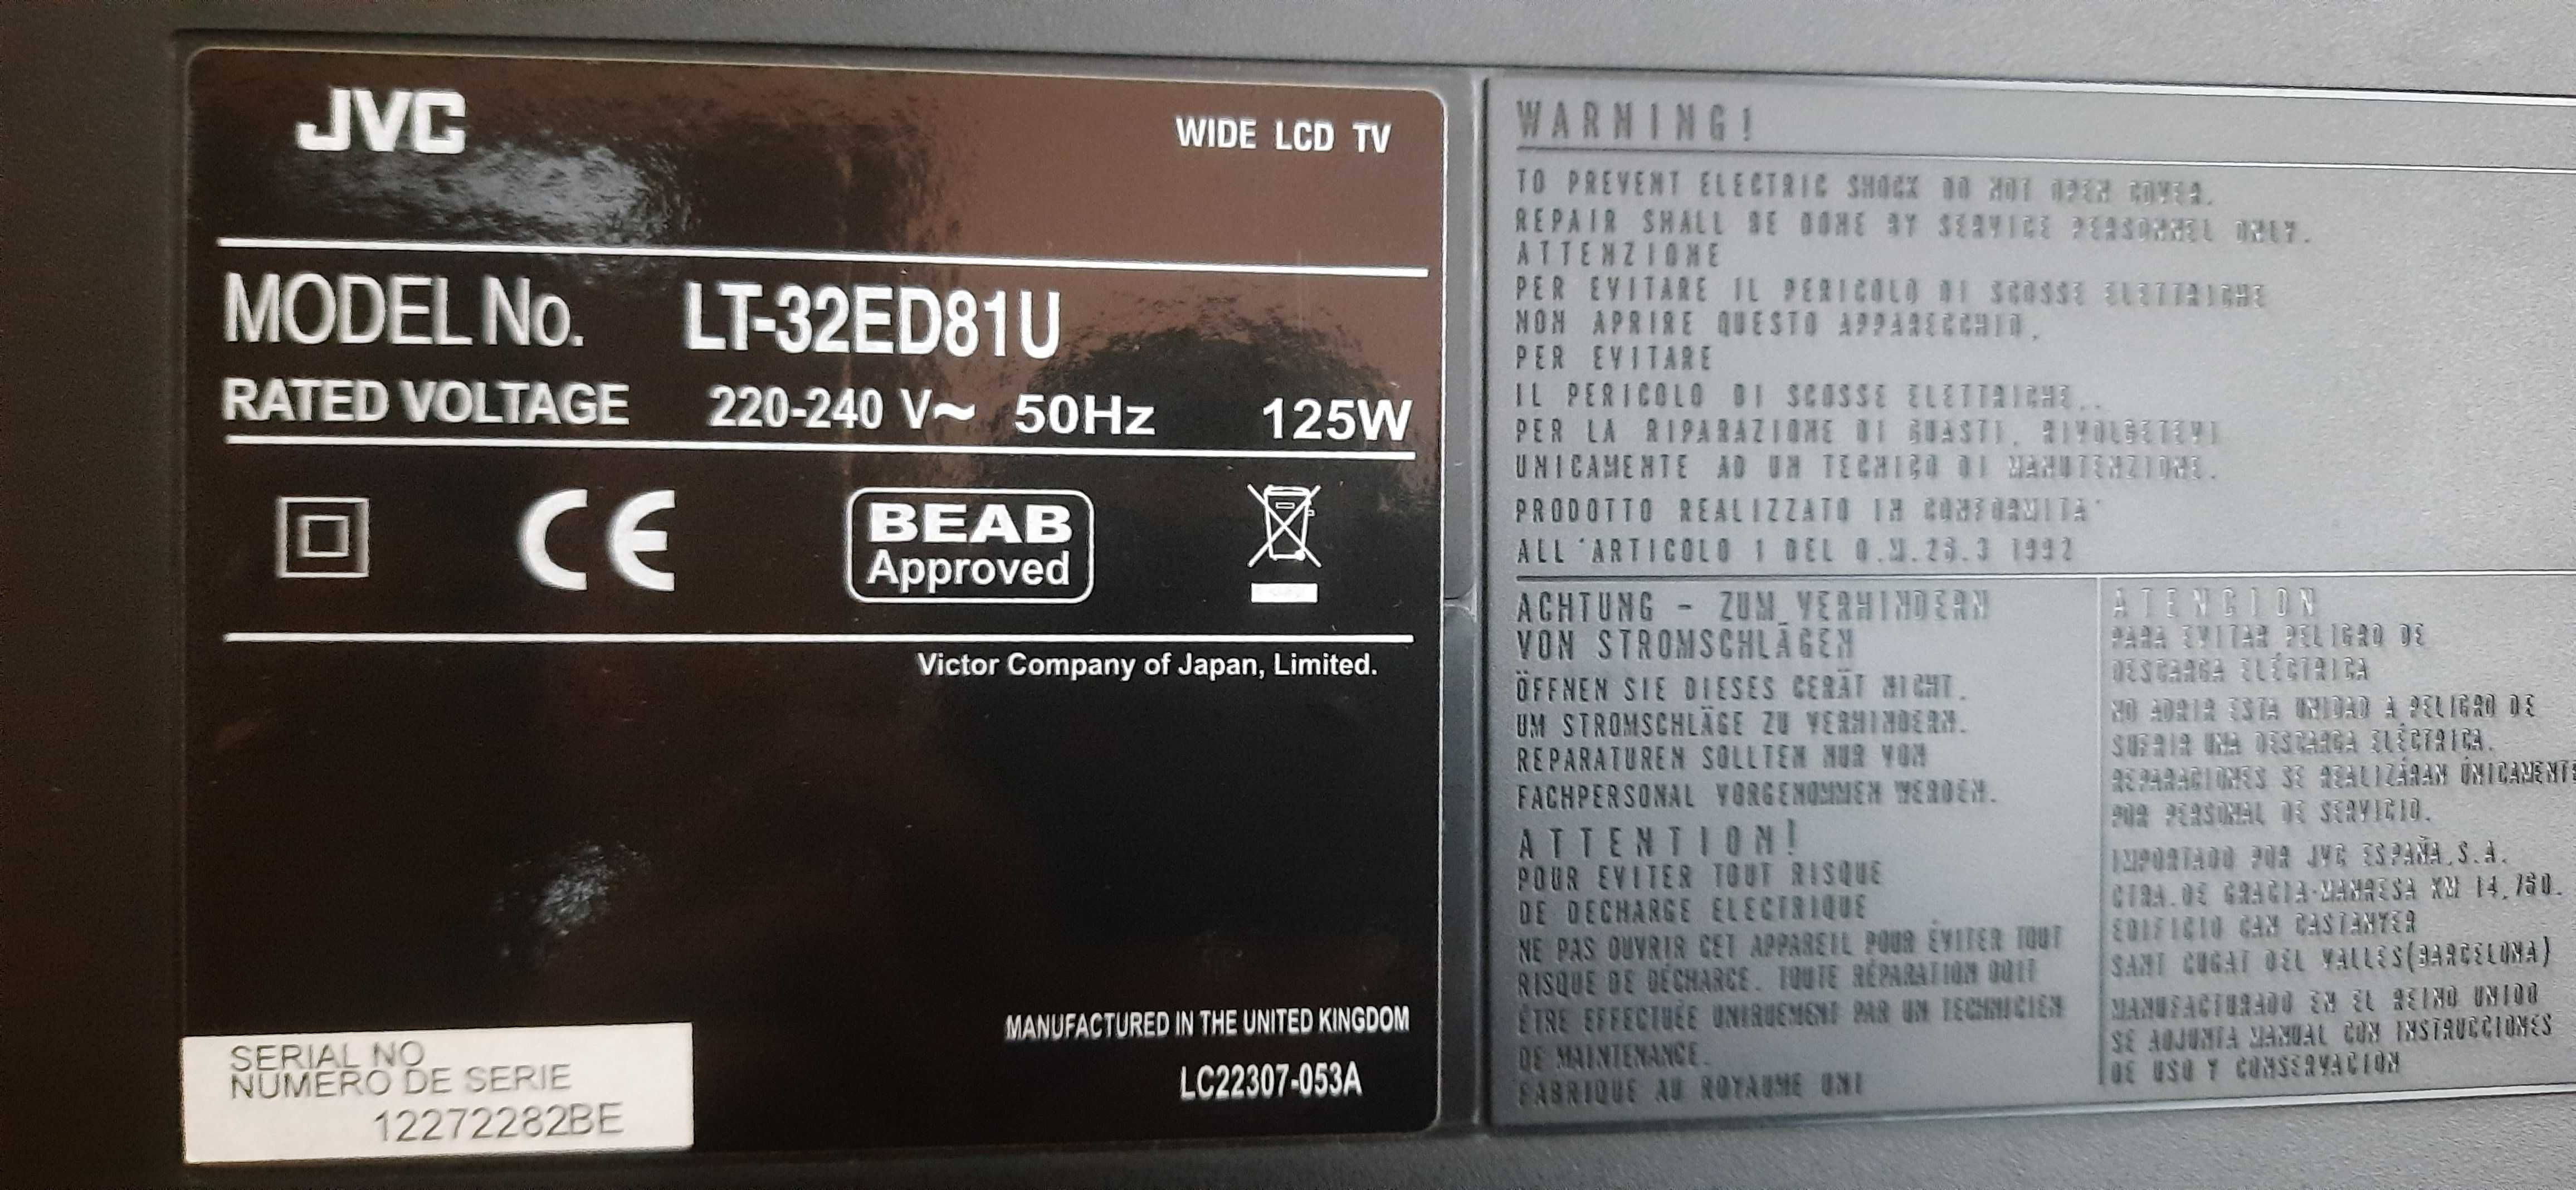 JVC
WIDE LCD TV
MODEL No. LT-32ED81U
RATED VOLTAGE 220-240 V~ 50Hz 125W
CE
BEAB
Approved
Victor Company of Japan, Limited.
MANUFACTURED IN THE UNITED KINGDOM
LC22307-053A
SERIAL NO
NUMERO DE SERIE
12272282BE
WARNING!
TO PREVENT ELECTRIC SHOCK DO NOT OPEN COVER.
REPAIR SHALL BE DONE BY SERVICE PERSONNEL ONLY.
ATTENZIONE
PER EVITARE IL PERICOLO DI SCOSSE ELETTRICHE
NON APRIRE QUESTO APPARECCHIO.
PER EVITARE
IL PERICOLO DI SCOSSE ELETTRICHE..
PER LA RIPARAZIONE DI GUASTI, RIVOLGETEVI
UNICAMENTE AD UN TECNICO DI MANUTENZIONE.
PRODOTTO REALIZZATO IN CONFORMITA'
ALL'ARTICOLO 1 DEL D.M.26.3 1992
ACHTUNG - ZUM VERHINDERN
VON STROMSCHLÄGEN
ÖFFNEN SIE DIESES GERÄT NICHT.
UM STROMSCHLÄGE ZU VERHINDERN.
REPARATUREN SOLLTEN NUR VON
FACHPERSONAL VORGENOMMEN WERDEN.
ATTENTION!
POUR EVITER TOUT RISQUE
DE DECHARGE ELECTRIQUE
NE PAS OUVRIR CET APPAREIL POUR ÉVITER TOUT
RISQUE DE DÉCHARGE. TOUTE RÉPARATION DOIT
ÊTRE EFFECTUÉE UNIQUEMENT PAR UN TECHNICIEN
DE MAINTENANCE.
FABRIQUE AU ROYAUME UNI
ATENCION
PARA EVITAR PELIGRO DE
DESCARGA ELÉCTRICA
NO ABRIR ESTA UNIDAD A PELIGRO DE
SUFRIR UNA DESCARGA ELÉCTRICA.
REPARACIONES SE REALIZÁRAN ÚNICAMENTE
POR PERSONAL DE SERVICIO.
IMPORTADO POR JVC ESPAÑA,S.A.
CTRA.DE GRACIA-MANRESA KM 14,750.
EDIFICIO CAN CASTANYER
SANT CUGAT DEL VALLES(BARCELONA)
MANUFACTURADO EN EL REINO UNIDO
SE ADJUNTA MANUAL CON INSTRUCCIONES
DE USO Y CONSERVACION